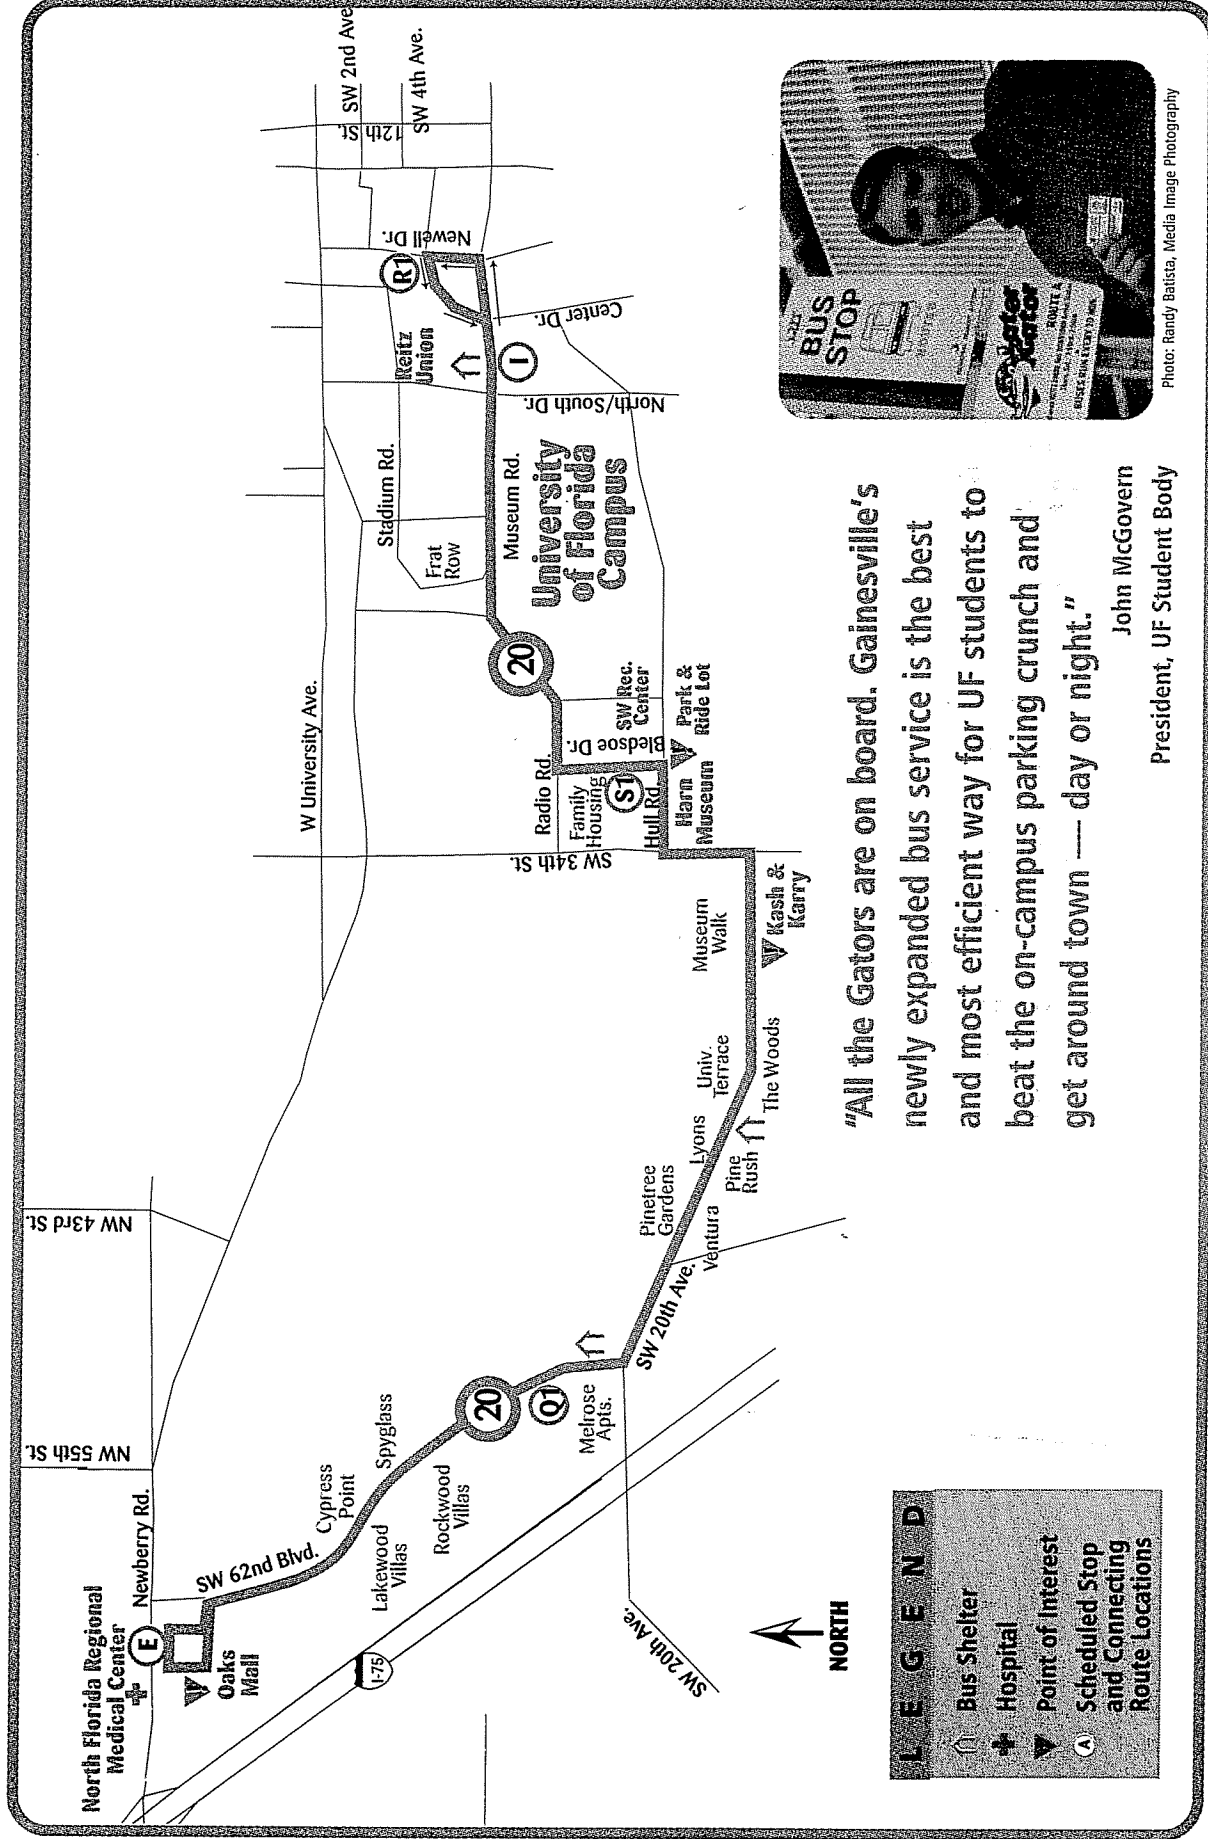 North Florida Regional
Medical Center
E
Newberry Rd.
Oaks
Mall
NW 55th St.
NW 43rd St.
SW 62nd Blvd.
Cypress
Point
Spyglass
Lakewood
Villas
Rockwood
Villas
20
Q1
Melrose
Apts.
I-75
SW 20th Ave.
SW 20th Ave.
Pinetree
Gardens
Ventura
Lyons
Pine
Rush
Univ.
Terrace
The Woods
Museum
Walk
Kash &
Karry
W University Ave.
SW 34th St.
Radio Rd.
Family
Housing
S1
Hull Rd.
Harn
Museum
Bledsoe Dr.
SW Rec.
Center
Park &
Ride Lot
20
Stadium Rd.
Frat
Row
Museum Rd.
University
of Florida
Campus
North/South Dr.
Reitz
Union
I
Center Dr.
R1
Newell Dr.
12th St.
SW 2nd Ave.
SW 4th Ave.
NORTH
LEGEND
Bus Shelter
Hospital
Point of Interest
A
Scheduled Stop
and Connecting
Route Locations
"All the Gators are on board. Gainesville's
newly expanded bus service is the best
and most efficient way for UF students to
beat the on-campus parking crunch and
get around town — day or night."
John McGovern
President, UF Student Body
BUS
STOP
ROUTE A
Photo: Randy Batista, Media Image Photography